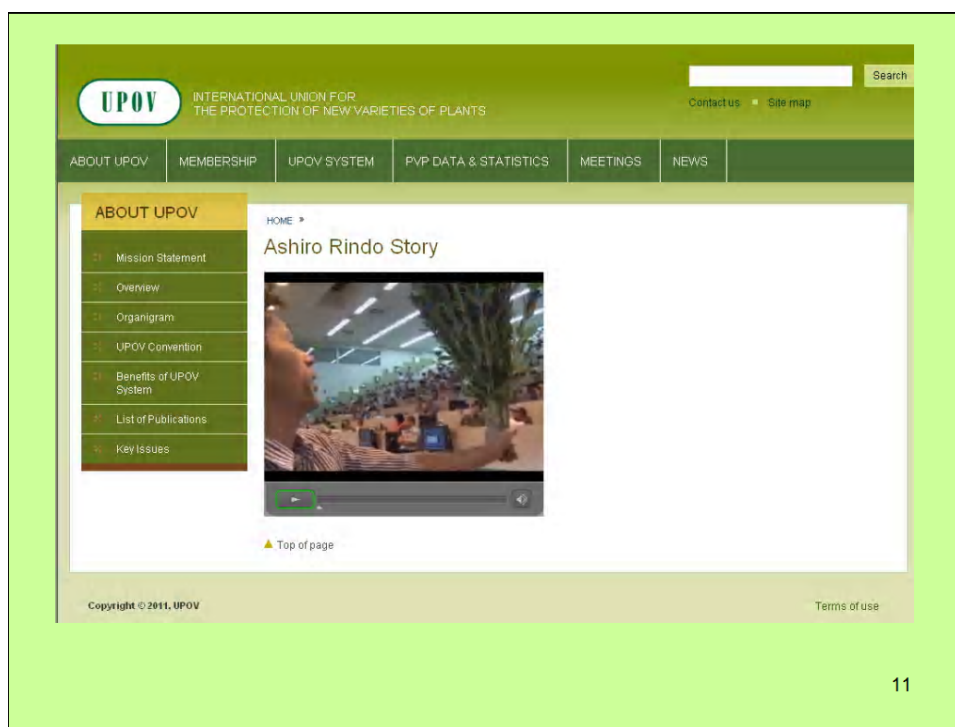 Search
UPOV
INTERNATIONAL UNION FOR
THE PROTECTION OF NEW VARIETIES OF PLANTS
Contact us
Site map
ABOUT UPOV
MEMBERSHIP
UPOV SYSTEM
PVP DATA & STATISTICS
MEETINGS
NEWS
ABOUT UPOV
Mission Statement
Overview
Organigram
UPOV Convention
Benefits of UPOV
System
List of Publications
Key Issues
HOME »
Ashiro Rindo Story
Top of page
Copyright © 2011, UPOV
Terms of use
11